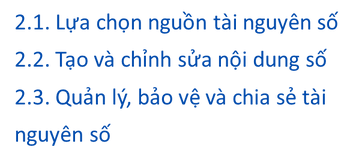 2.1. Lựa chọn nguồn tài nguyên số
2.2. Tạo và chỉnh sửa nội dung số
2.3. Quản lý, bảo vệ và chia sẻ tài
nguyên số